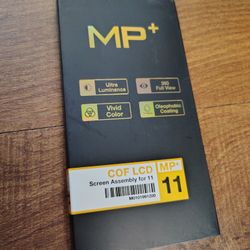 MP+
Ultra
Luminance
360
Full View
Vivid
Color
Oleophobic
Coating
COF LCD
Screen Assembly for 11
MP+
11